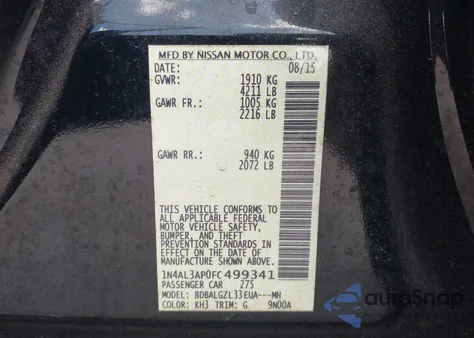 MFD BY NISSAN MOTOR CO., LTD.
DATE: 08/15
GVWR: 1910 KG
4211 LB
GAWR FR.: 1005 KG
2216 LB
GAWR RR.: 940 KG
2072 LB
THIS VEHICLE CONFORMS TO
ALL APPLICABLE FEDERAL
MOTOR VEHICLE SAFETY,
BUMPER, AND THEFT
PREVENTION STANDARDS IN
EFFECT ON THE DATE OF
MANUFACTURE SHOWN ABOVE.
1N4AL3AP0FC499341
PASSENGER CAR 275
MODEL: BDBALGZL33EUA---MH
COLOR: KH3 TRIM: G 9N00A
AutoSnap